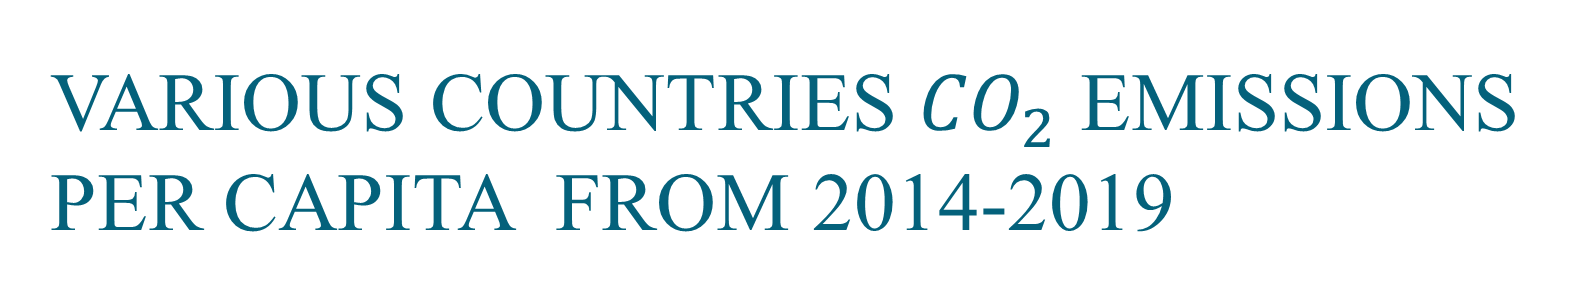 VARIOUS COUNTRIES CO₂ EMISSIONS
PER CAPITA  FROM 2014-2019